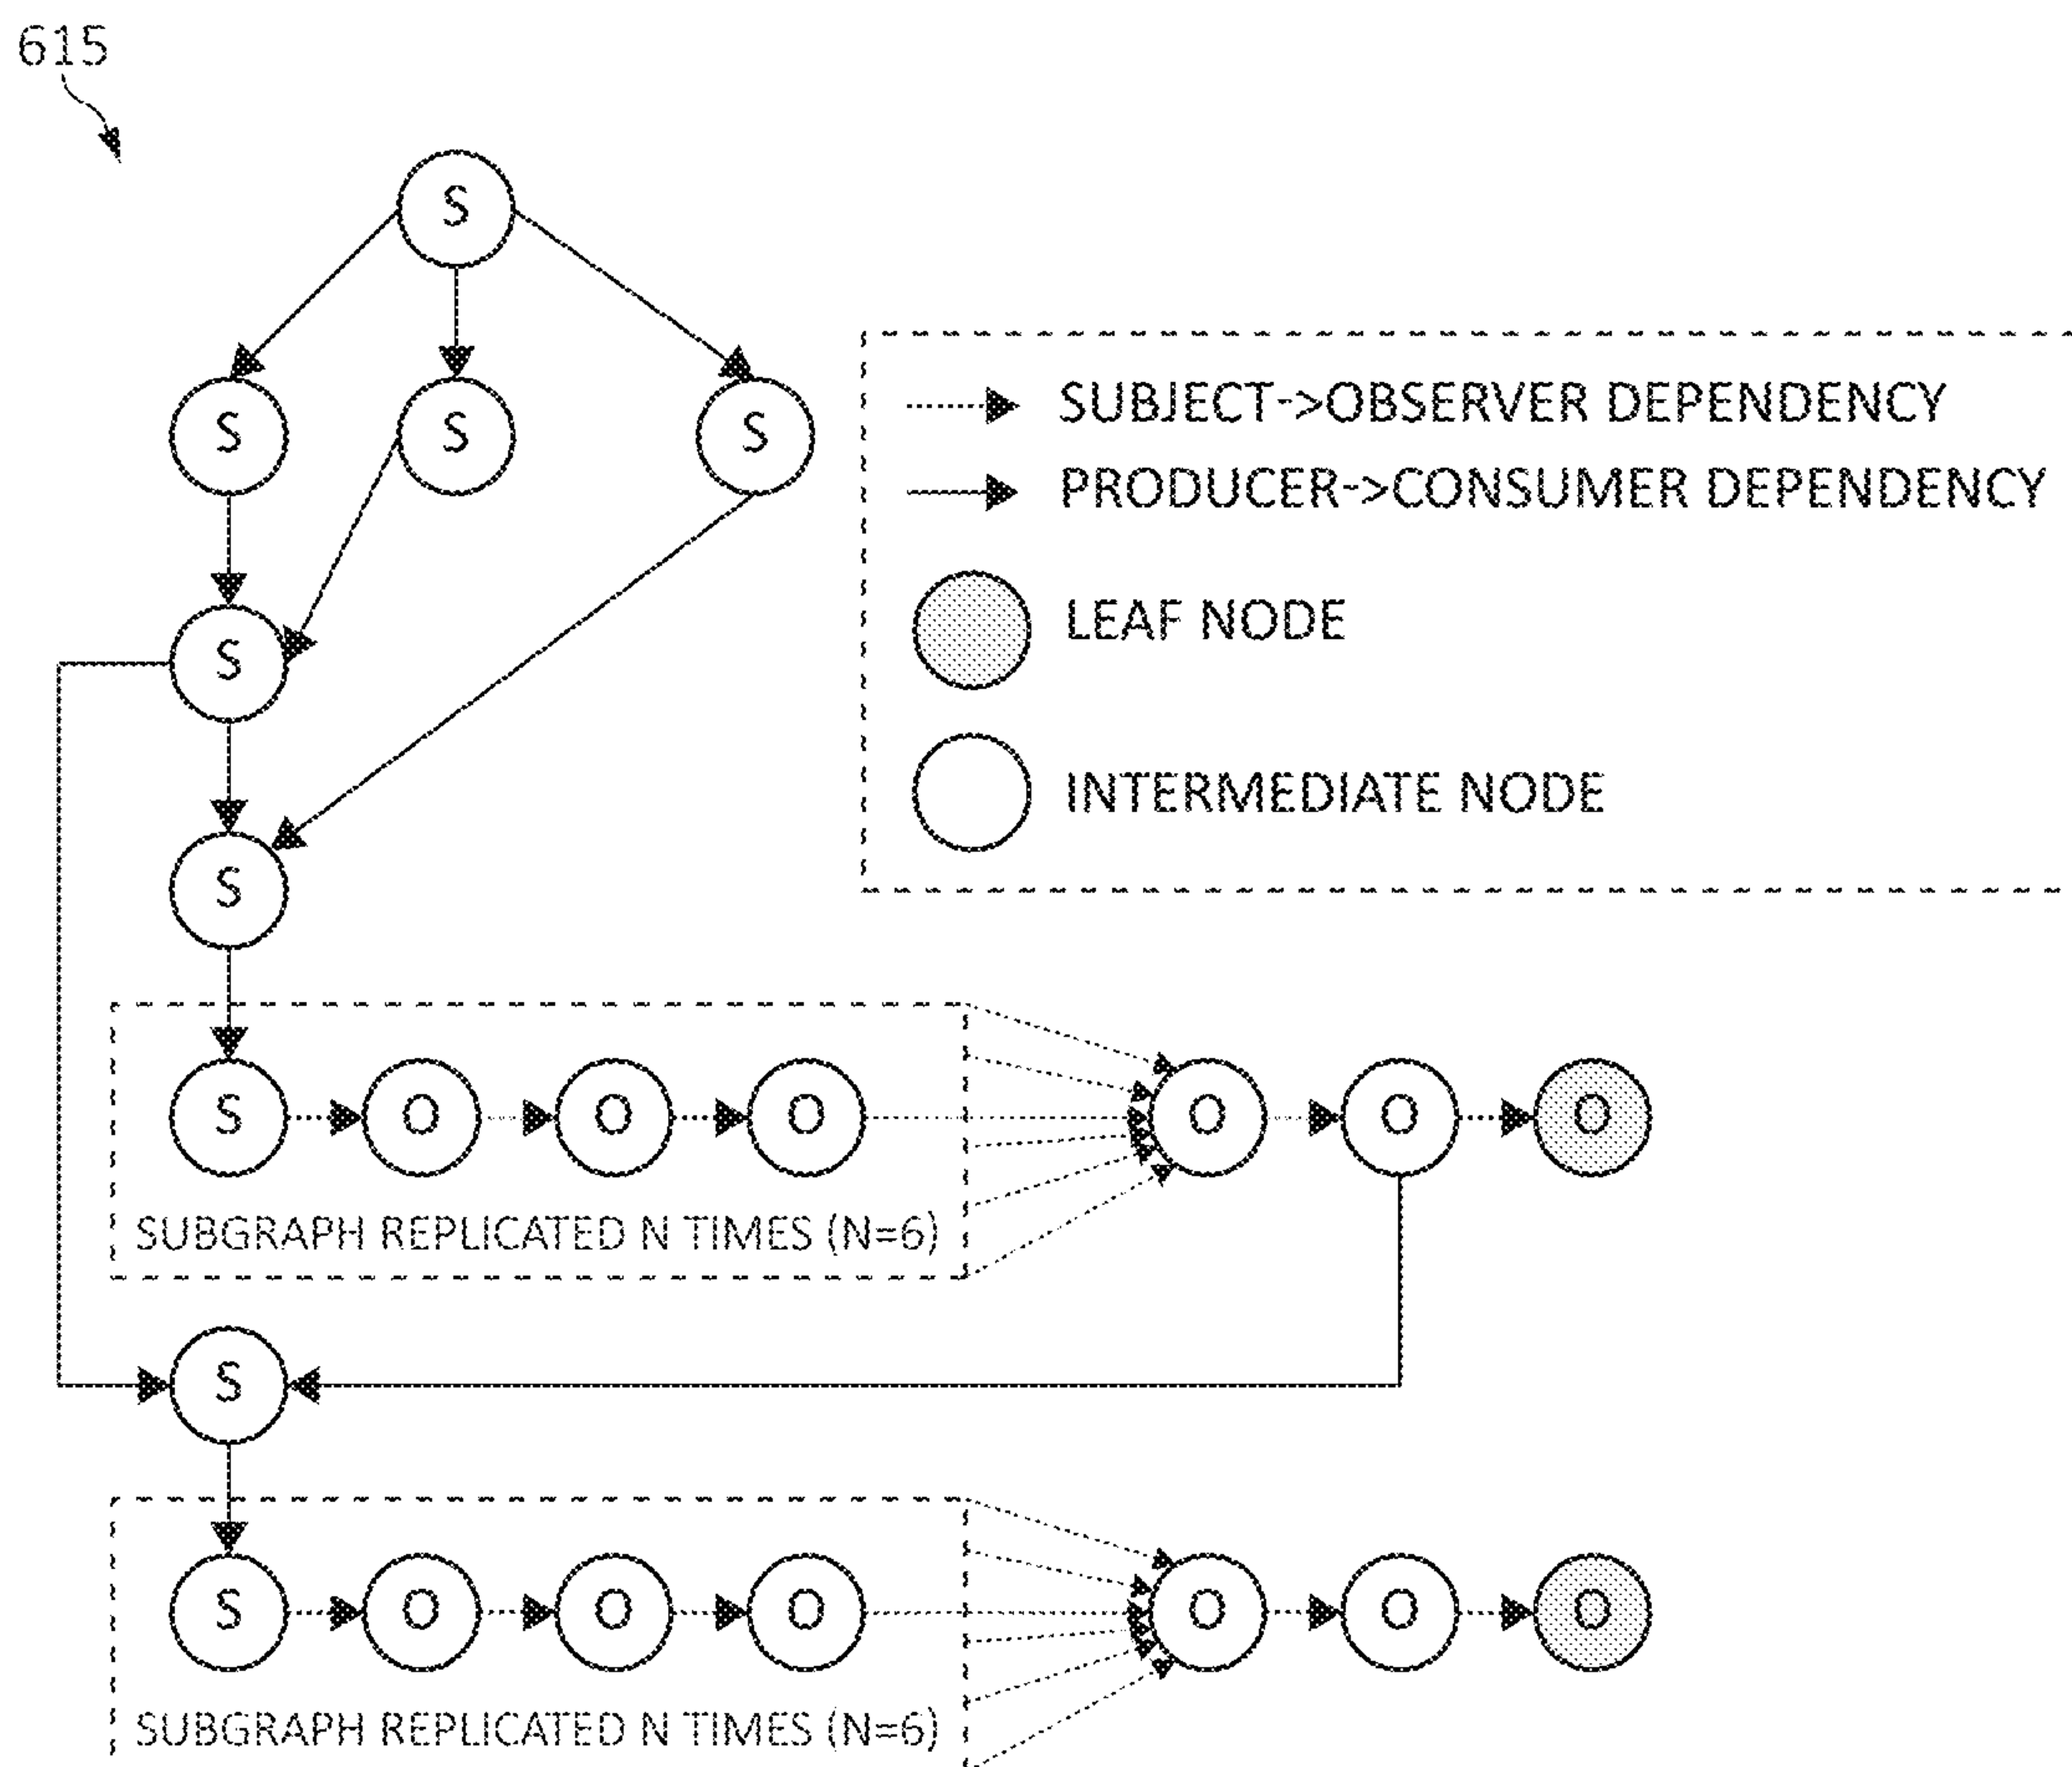 615
S
S S S
SUBJECT->OBSERVER DEPENDENCY
PRODUCER->CONSUMER DEPENDENCY
LEAF NODE
S
INTERMEDIATE NODE
S
S O O O O O O
SUBGRAPH REPLICATED N TIMES (N=6)
S
S O O O O O O
SUBGRAPH REPLICATED N TIMES (N=6)